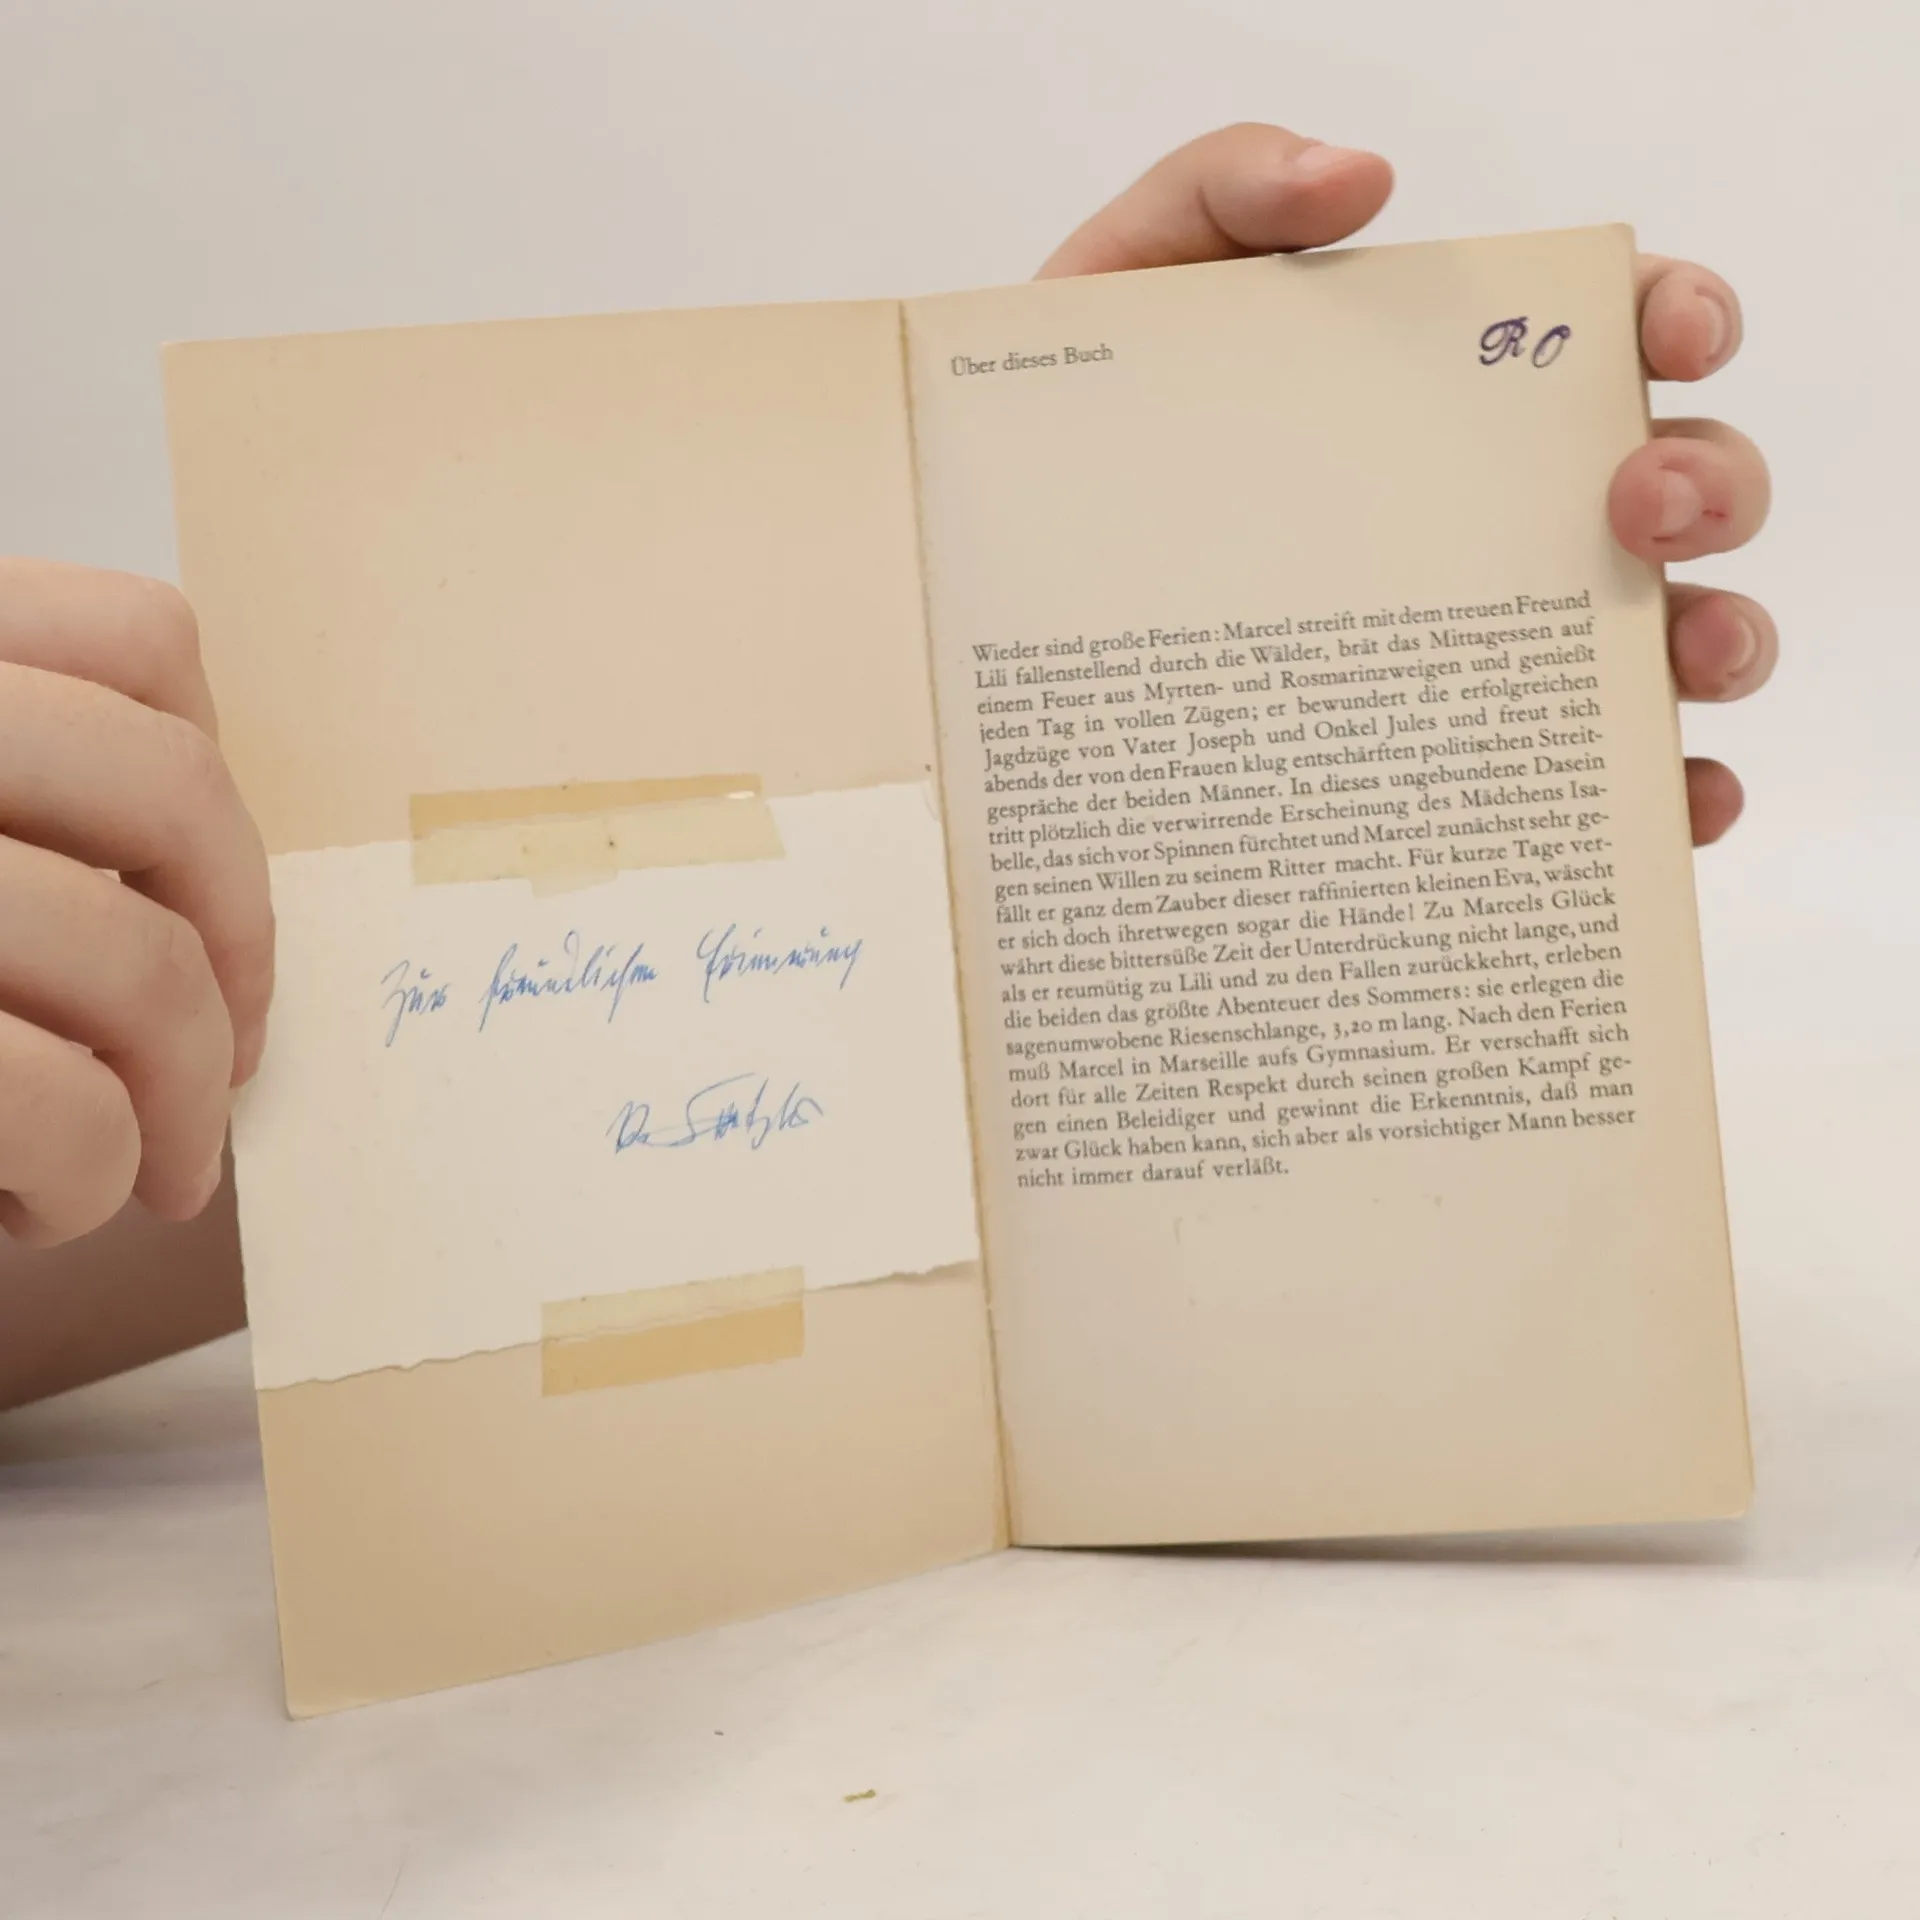 Zur freundlichen Erinnerung
Über dieses Buch
RO
Wieder sind große Ferien: Marcel streift mit dem treuen Freund
Lili fallenstellend durch die Wälder, brät das Mittagessen auf
einem Feuer aus Myrten- und Rosmarinzweigen und genießt
jeden Tag in vollen Zügen; er bewundert die erfolgreichen
Jagdzüge von Vater Joseph und Onkel Jules und freut sich
abends der von den Frauen klug entschärften politischen Streit-
gespräche der beiden Männer. In dieses ungebundene Dasein
tritt plötzlich die verwirrende Erscheinung des Mädchens Isa-
belle, das sich vor Spinnen fürchtet und Marcel zunächst sehr ge-
gen seinen Willen zu seinem Ritter macht. Für kurze Tage ver-
fällt er ganz dem Zauber dieser raffinierten kleinen Eva, wäscht
er sich doch ihretwegen sogar die Hände! Zu Marcels Glück
währt diese bittersüße Zeit der Unterdrückung nicht lange, und
als er reumütig zu Lili und zu den Fallen zurückkehrt, erleben
die beiden das größte Abenteuer des Sommers: sie erlegen die
sagenumwobene Riesenschlange, 3,20 m lang. Nach den Ferien
muß Marcel in Marseille aufs Gymnasium. Er verschafft sich
dort für alle Zeiten Respekt durch seinen großen Kampf ge-
gen einen Beleidiger und gewinnt die Erkenntnis, daß man
zwar Glück haben kann, sich aber als vorsichtiger Mann besser
nicht immer darauf verläßt.